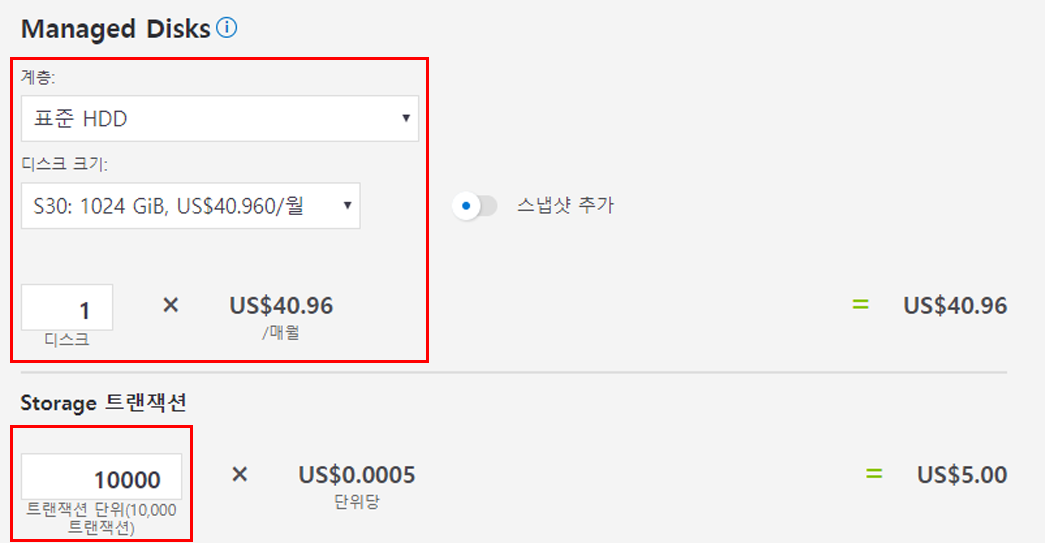 Managed Disks
계층:
표준 HDD
디스크 크기:
S30: 1024 GiB, US$40.960/월
스냅샷 추가
1 × US$40.96 = US$40.96
디스크 /매월
Storage 트랜잭션
10000 × US$0.0005 = US$5.00
트랜잭션 단위(10,000 단위당
트랜잭션)